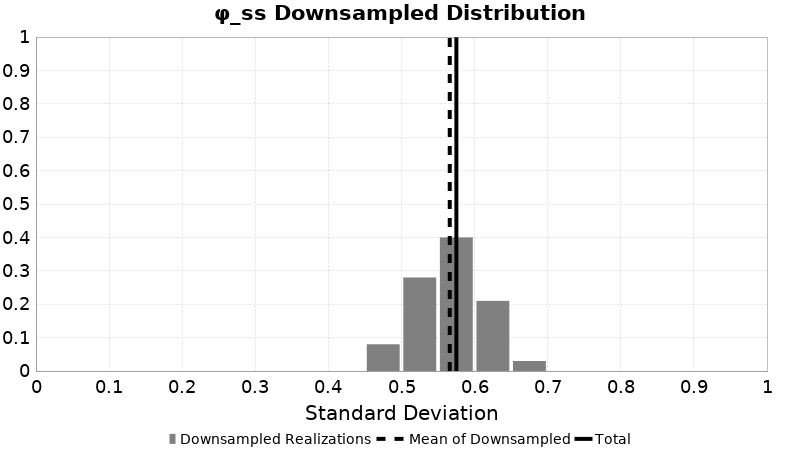 φ_ss Downsampled Distribution
1
0.9
0.8
0.7
0.6
0.5
0.4
0.3
0.2
0.1
0
0 0.1 0.2 0.3 0.4 0.5 0.6 0.7 0.8 0.9 1
Standard Deviation
Downsampled Realizations Mean of Downsampled Total